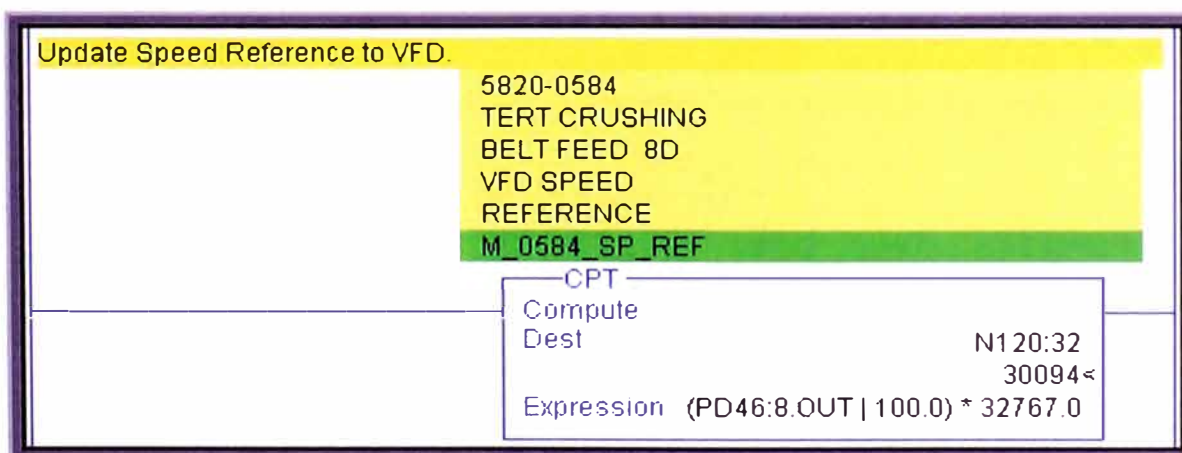 Update Speed Reference to VFD.
5820-0584
TERT CRUSHING
BELT FEED 8D
VFD SPEED
REFERENCE
M_0584_SP_REF
CPT
Compute
Dest N120:32
30094<
Expression (PD46:8.OUT | 100.0) * 32767.0